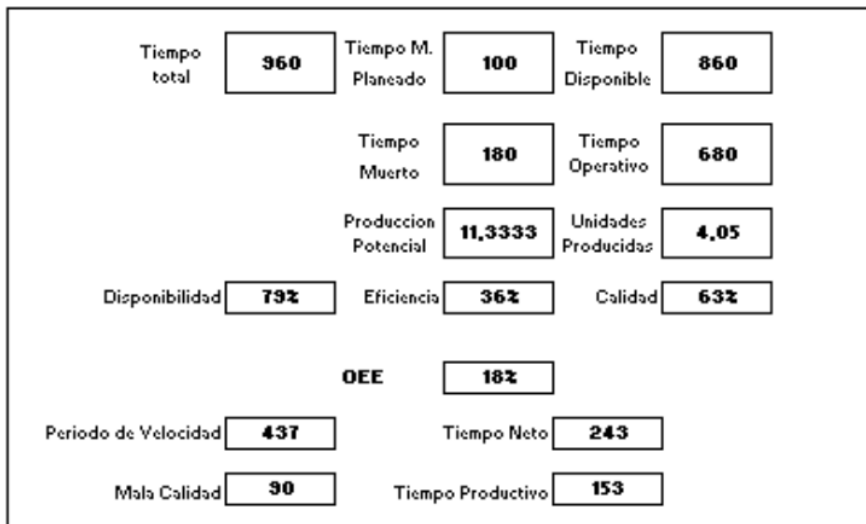 Tiempo total 960 Tiempo M. Planeado 100 Tiempo Disponible 860
Tiempo Muerto 180 Tiempo Operativo 680
Produccion Potencial 11,3333 Unidades Producidas 4,05
Disponibilidad 79% Eficiencia 36% Calidad 63%
OEE 18%
Periodo de Velocidad 437 Tiempo Neto 243
Mala Calidad 90 Tiempo Productivo 153